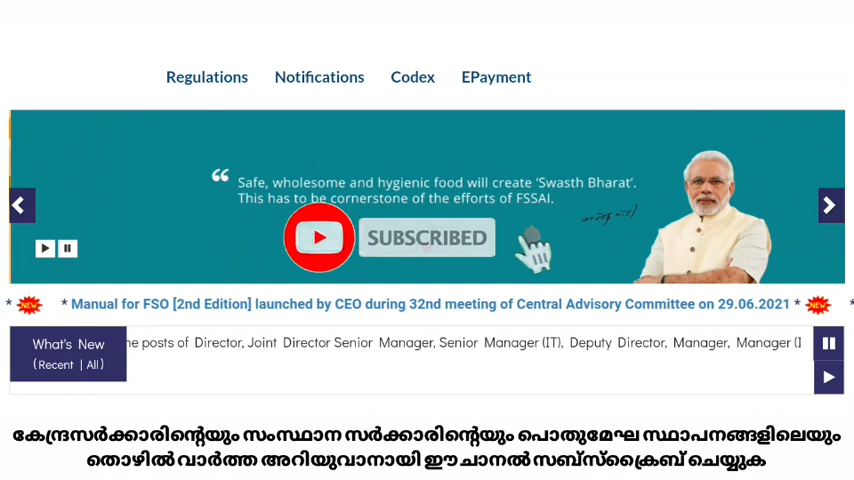 Regulations Notifications Codex EPayment
“ Safe, wholesome and hygienic food will create ‘Swasth Bharat’.
This has to be cornerstone of the efforts of FSSAI.
SUBSCRIBED
* NEW * Manual for FSO [2nd Edition] launched by CEO during 32nd meeting of Central Advisory Committee on 29.06.2021 * NEW *
What's New
(Recent | All)
he posts of Director, Joint Director Senior Manager, Senior Manager (IT), Deputy Director, Manager, Manager (I
കേന്ദ്രസർക്കാരിന്റെയും സംസ്ഥാന സർക്കാരിന്റെയും പൊതുമേഘ സ്ഥാപനങ്ങളിലെയും
തൊഴിൽ വാർത്ത അറിയുവാനായി ഈ ചാനൽ സബ്സ്ക്രൈബ് ചെയ്യുക